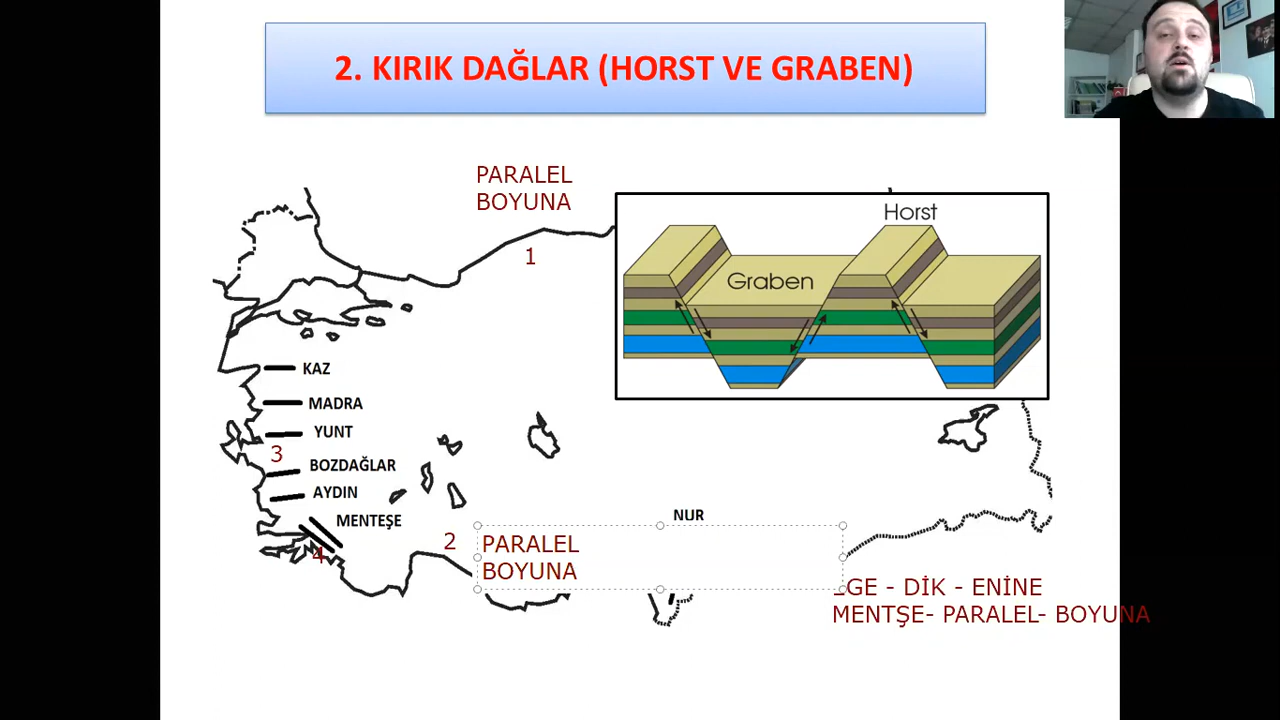 2. KIRIK DAĞLAR (HORST VE GRABEN)
PARALEL
BOYUNA
1
Horst
Graben
KAZ
MADRA
YUNT
3
BOZDAĞLAR
AYDIN
MENTEŞE
4
2
NUR
PARALEL
BOYUNA
EGE - DİK - ENİNE
MENTŞE- PARALEL- BOYUNA